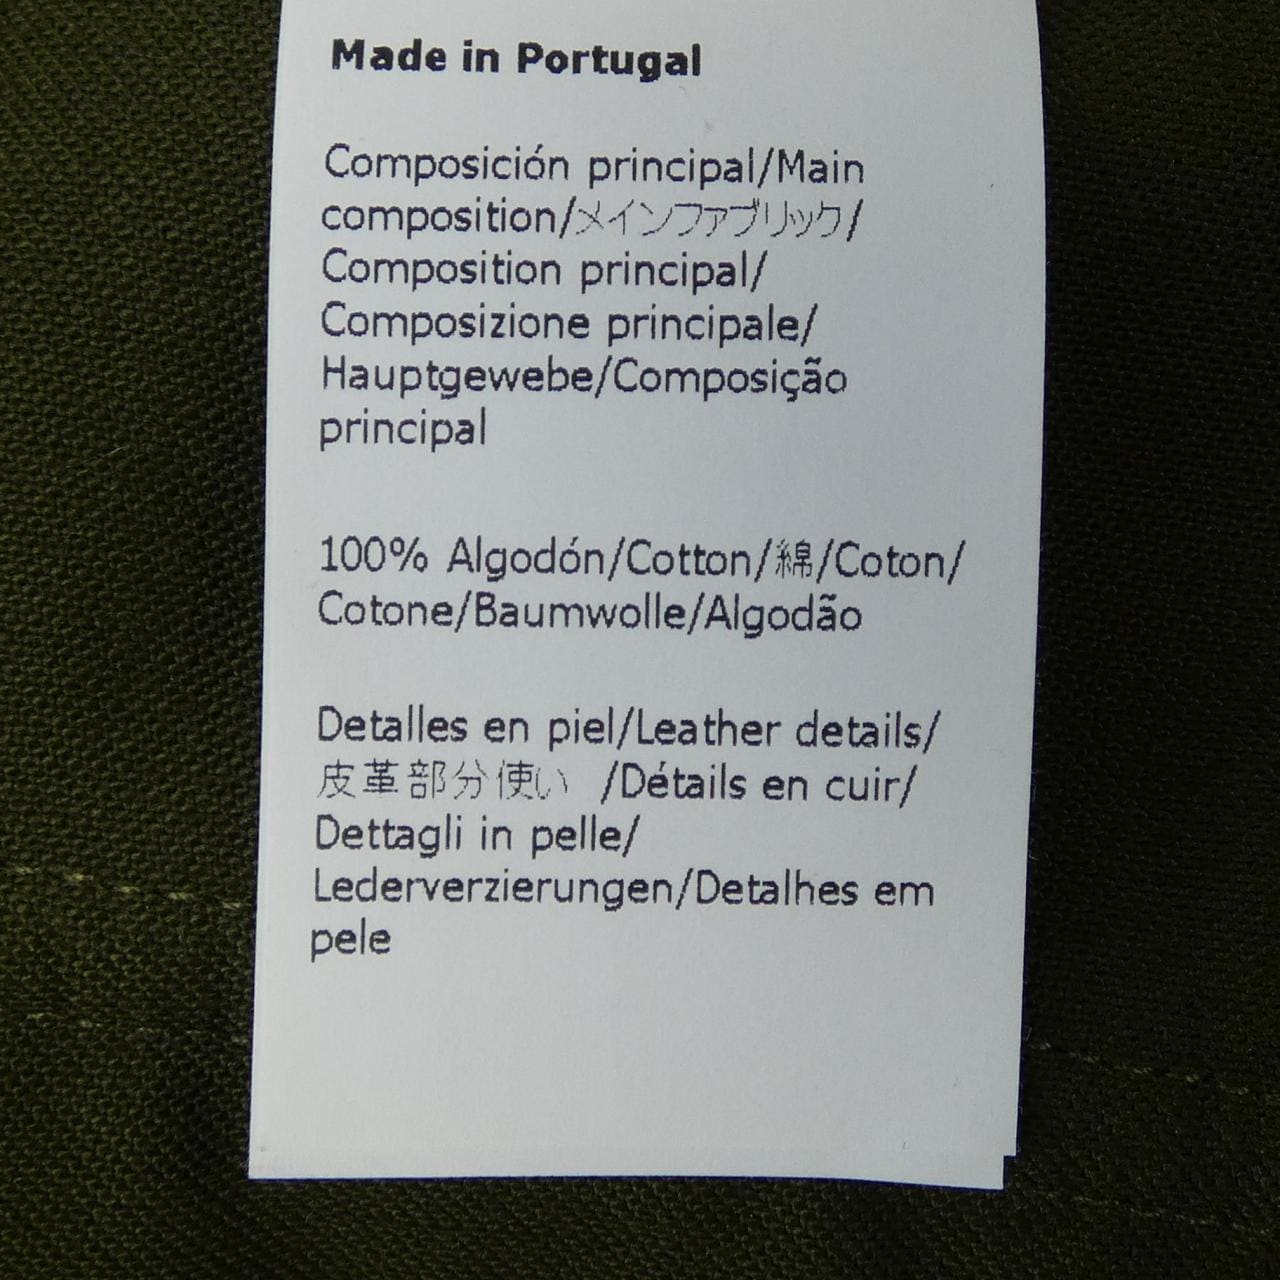 Made in Portugal
Composición principal/Main
composition/メインファブリック/
Composition principal/
Composizione principale/
Hauptgewebe/Composição
principal
100% Algodón/Cotton/綿/Coton/
Cotone/Baumwolle/Algodão
Detalles en piel/Leather details/
皮革部分使い /Détails en cuir/
Dettagli in pelle/
Lederverzierungen/Detalhes em
pele